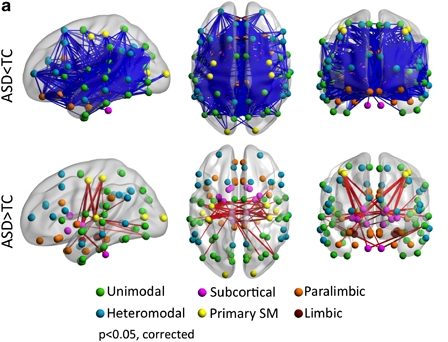 a
ASD<TC
ASD>TC
Unimodal Subcortical Paralimbic
Heteromodal Primary SM Limbic
p<0.05, corrected